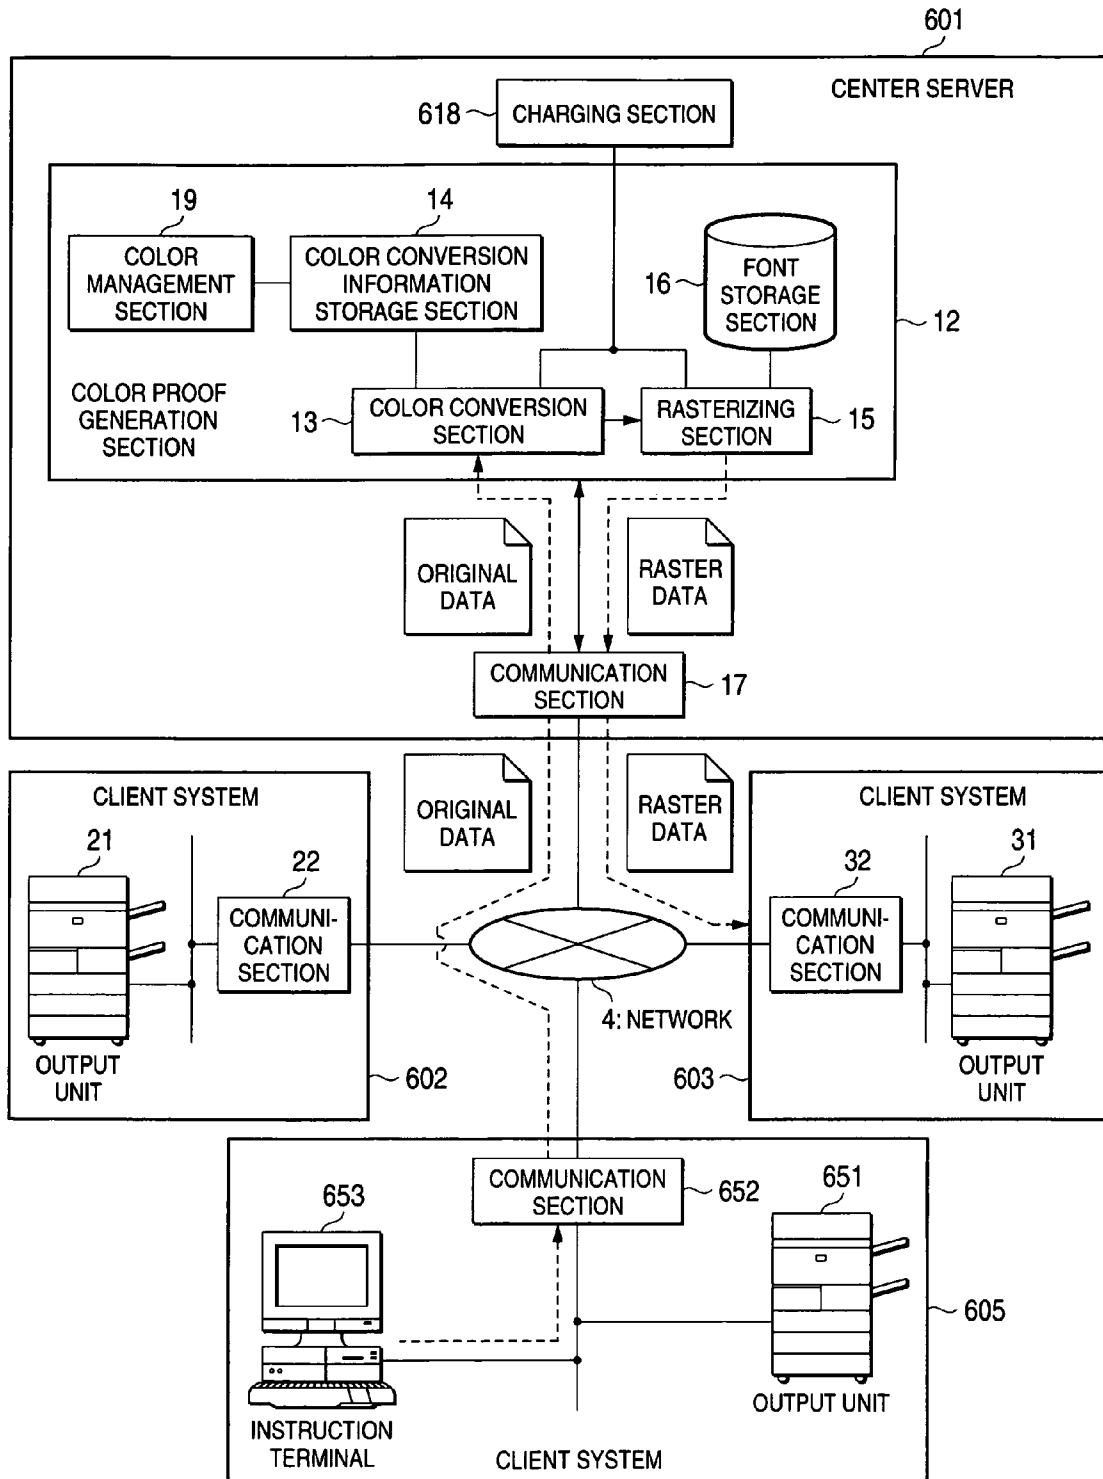 601
CENTER SERVER
618
CHARGING SECTION
19
14
COLOR
MANAGEMENT
SECTION
COLOR CONVERSION
INFORMATION
STORAGE SECTION
16
FONT
STORAGE
SECTION
12
COLOR PROOF
GENERATION
SECTION
13
COLOR CONVERSION
SECTION
RASTERIZING
SECTION
15
ORIGINAL
DATA
RASTER
DATA
COMMUNICATION
SECTION
17
CLIENT SYSTEM
ORIGINAL
DATA
RASTER
DATA
CLIENT SYSTEM
21
22
COMMUNI-
CATION
SECTION
32
31
COMMUNI-
CATION
SECTION
4: NETWORK
OUTPUT
UNIT
602
603
OUTPUT
UNIT
COMMUNICATION
SECTION
652
653
651
605
INSTRUCTION
TERMINAL
OUTPUT UNIT
CLIENT SYSTEM